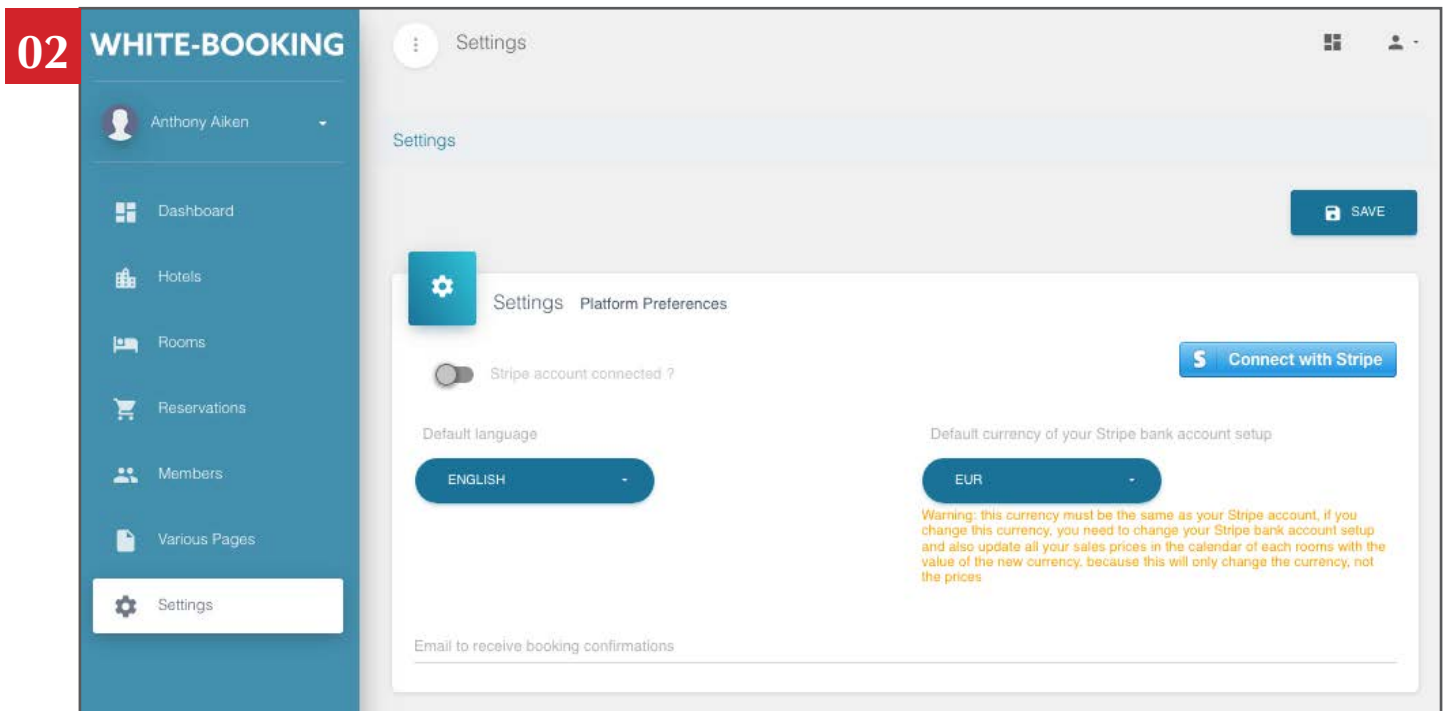 02
WHITE-BOOKING
Anthony Aiken
Dashboard
Hotels
Rooms
Reservations
Members
Various Pages
Settings
Settings
Settings
SAVE
Settings Platform Preferences
Stripe account connected ?
S Connect with Stripe
Default language
ENGLISH
Default currency of your Stripe bank account setup
EUR
Warning: this currency must be the same as your Stripe account, if you
change this currency, you need to change your Stripe bank account setup
and also update all your sales prices in the calendar of each rooms with the
value of the new currency, because this will only change the currency, not
the prices
Email to receive booking confirmations